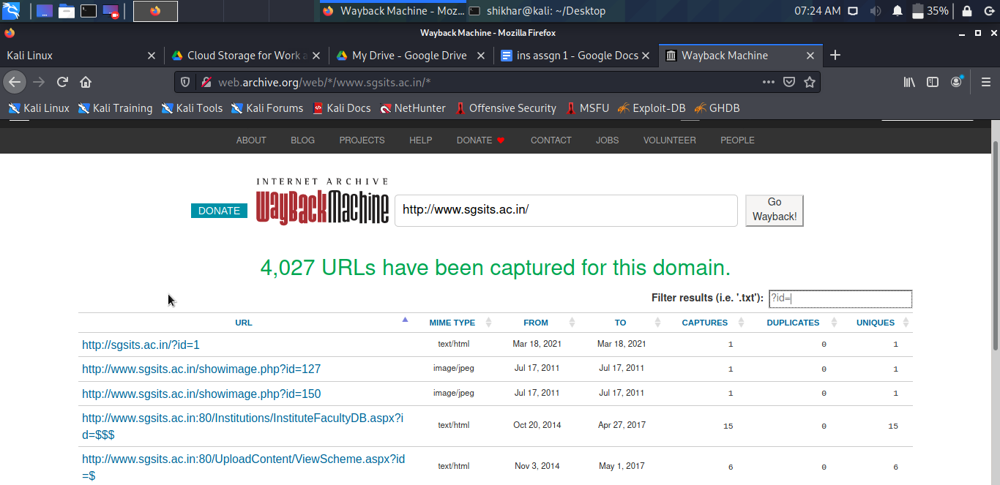 Wayback Machine - Moz... shikhar@kali: ~/Desktop 07:24 AM 35%
Wayback Machine - Mozilla Firefox
Kali Linux Cloud Storage for Work a My Drive - Google Drive ins assgn 1 - Google Docs Wayback Machine
web.archive.org/web/*/www.sgsits.ac.in/*
Kali Linux Kali Training Kali Tools Kali Forums Kali Docs NetHunter Offensive Security MSFU Exploit-DB GHDB
ABOUT BLOG PROJECTS HELP DONATE CONTACT JOBS VOLUNTEER PEOPLE
INTERNET ARCHIVE
DONATE WayBackMachine http://www.sgsits.ac.in/ Go
Wayback!
4,027 URLs have been captured for this domain.
Filter results (i.e. '.txt'): ?id=
URL MIME TYPE FROM TO CAPTURES DUPLICATES UNIQUES
http://sgsits.ac.in/?id=1 text/html Mar 18, 2021 Mar 18, 2021 1 0 1
http://www.sgsits.ac.in/showimage.php?id=127 image/jpeg Jul 17, 2011 Jul 17, 2011 1 0 1
http://www.sgsits.ac.in/showimage.php?id=150 image/jpeg Jul 17, 2011 Jul 17, 2011 1 0 1
http://www.sgsits.ac.in:80/Institutions/InstituteFacultyDB.aspx?i
d=$$$ text/html Oct 20, 2014 Apr 27, 2017 15 0 15
http://www.sgsits.ac.in:80/UploadContent/ViewScheme.aspx?id
=$ text/html Nov 3, 2014 May 1, 2017 6 0 6